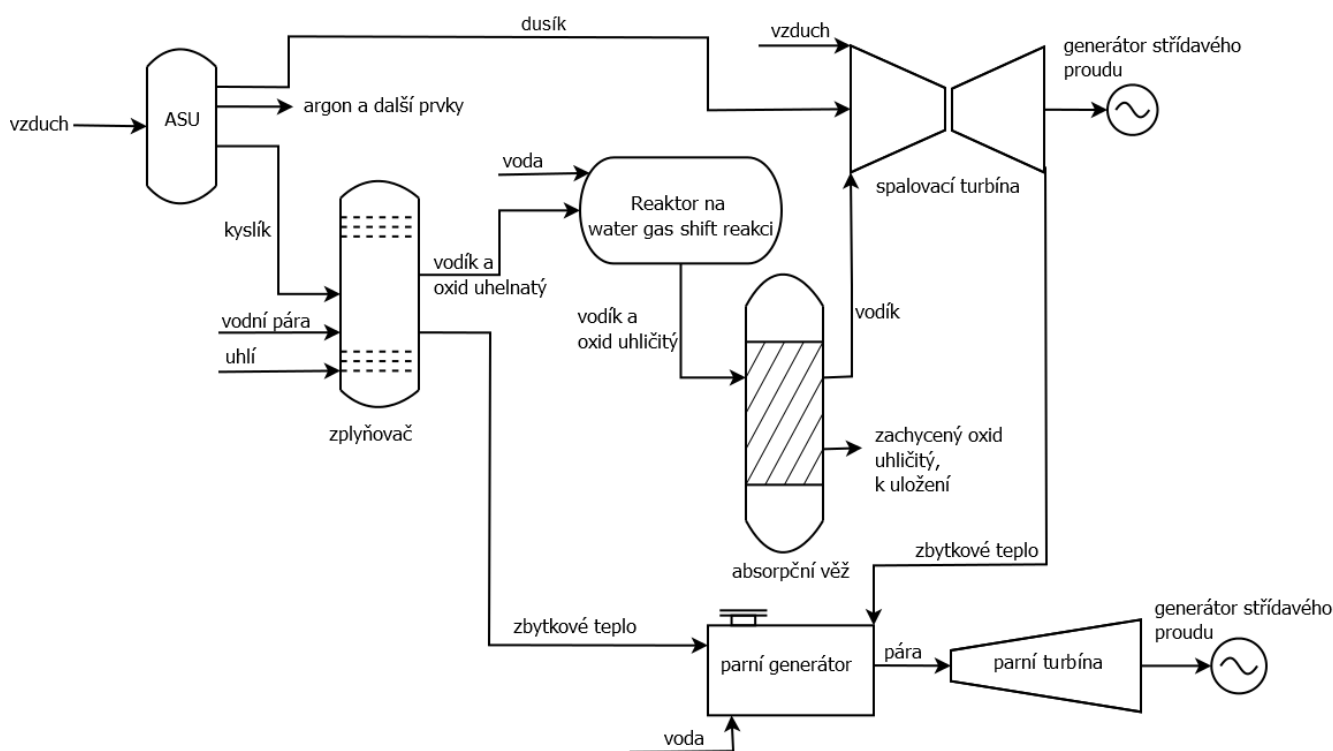 dusík
vzduch
generátor střídavého
proudu
ASU
argon a další prvky
vzduch
voda
spalovací turbína
Reaktor na
water gas shift reakci
kyslík
vodík a
oxid uhelnatý
vodní pára
vodík a
oxid uhličitý
vodík
uhlí
zplyňovač
zachycený oxid
uhličitý,
k uložení
zbytkové teplo
absorpční věž
generátor střídavého
proudu
zbytkové teplo
pára
parní generátor
parní turbína
voda